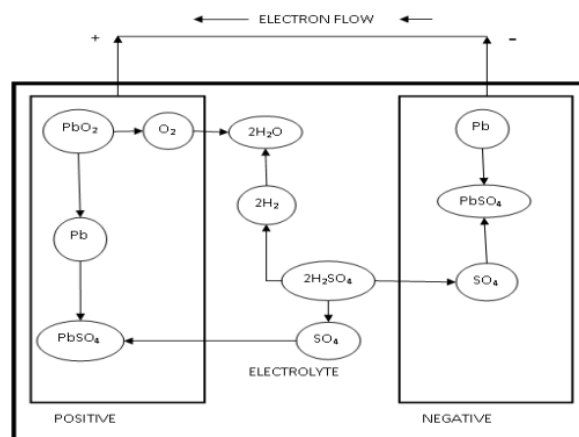 ELECTRON FLOW
+
–
PbO₂
O₂
2H₂O
Pb
2H₂
PbSO₄
Pb
2H₂SO₄
SO₄
PbSO₄
SO₄
ELECTROLYTE
POSITIVE
NEGATIVE